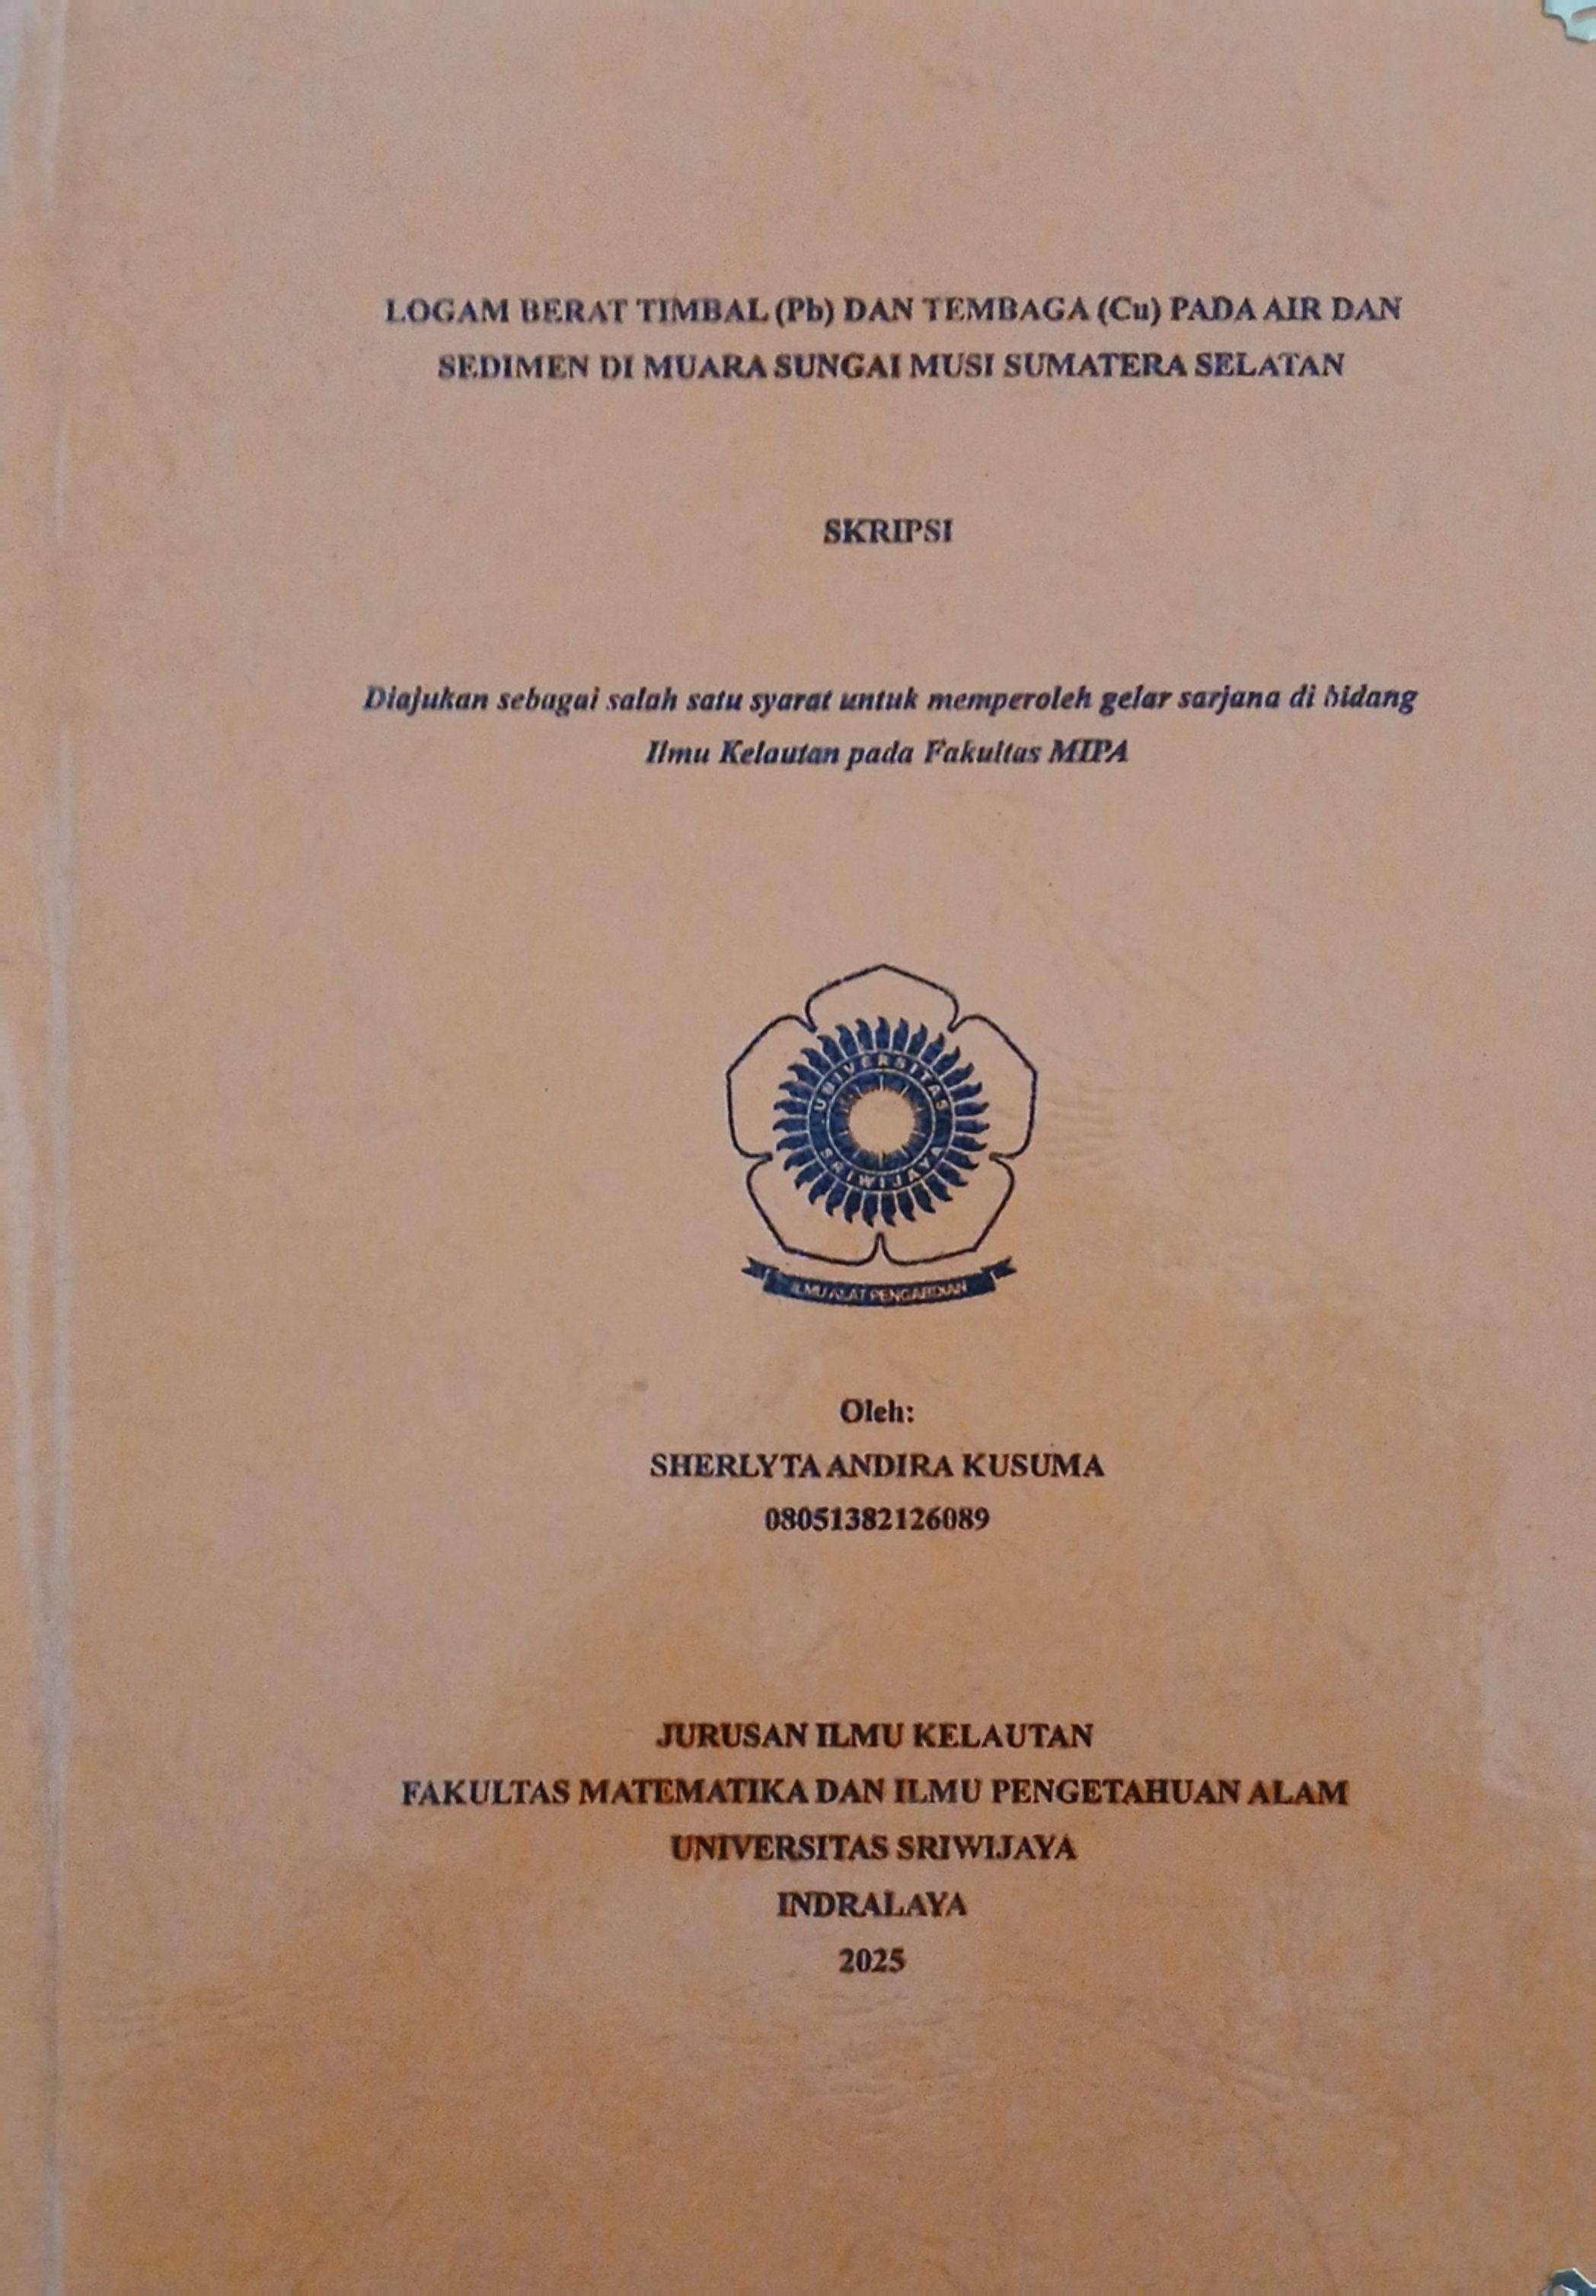 LOGAM BERAT TIMBAL (Pb) DAN TEMBAGA (Cu) PADA AIR DAN
SEDIMEN DI MUARA SUNGAI MUSI SUMATERA SELATAN
SKRIPSI
Diajukan sebagai salah satu syarat untuk memperoleh gelar sarjana di bidang
Ilmu Kelautan pada Fakultas MIPA
UNIVERSITAS
SRIWIJAYA
ILMU ALAT PENGABDIAN
Oleh:
SHERLYTA ANDIRA KUSUMA
08051382126089
JURUSAN ILMU KELAUTAN
FAKULTAS MATEMATIKA DAN ILMU PENGETAHUAN ALAM
UNIVERSITAS SRIWIJAYA
INDRALAYA
2025